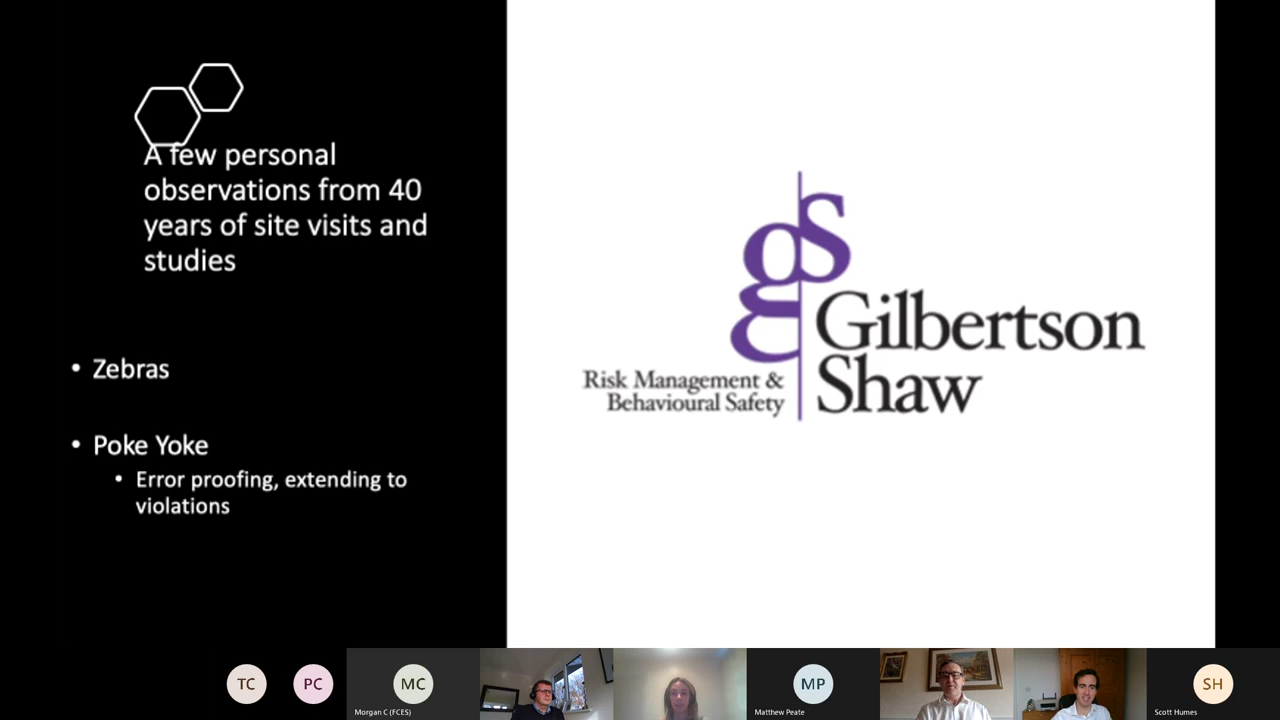 A few personal
observations from 40
years of site visits and
studies
• Zebras
• Poke Yoke
• Error proofing, extending to
violations
gs
Gilbertson
Shaw
Risk Management &
Behavioural Safety
TC
PC
MC
Morgan C (FCES)
MP
Matthew Peate
SH
Scott Humes